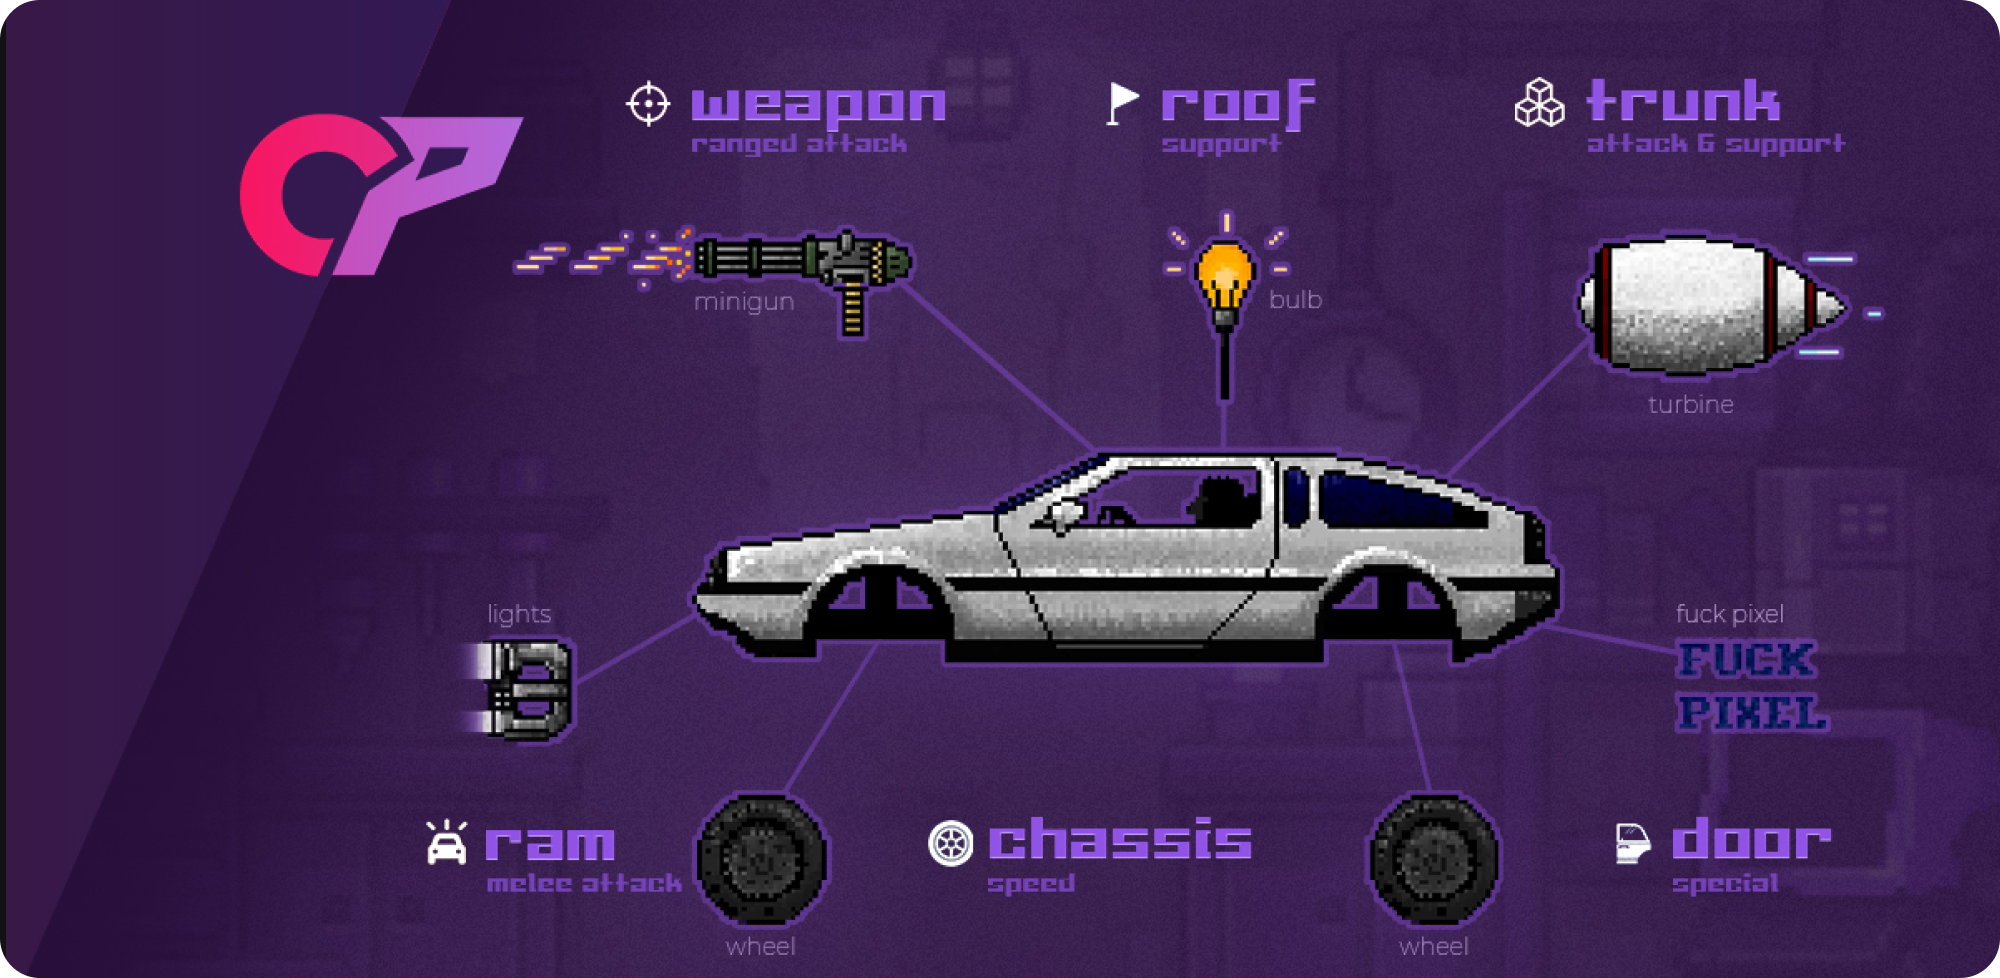 CP
weapon
ranged attack
roof
support
trunk
attack & support
minigun
bulb
turbine
lights
fuck pixel
FUCK
PIXEL
ram
melee attack
chassis
speed
door
special
wheel
wheel